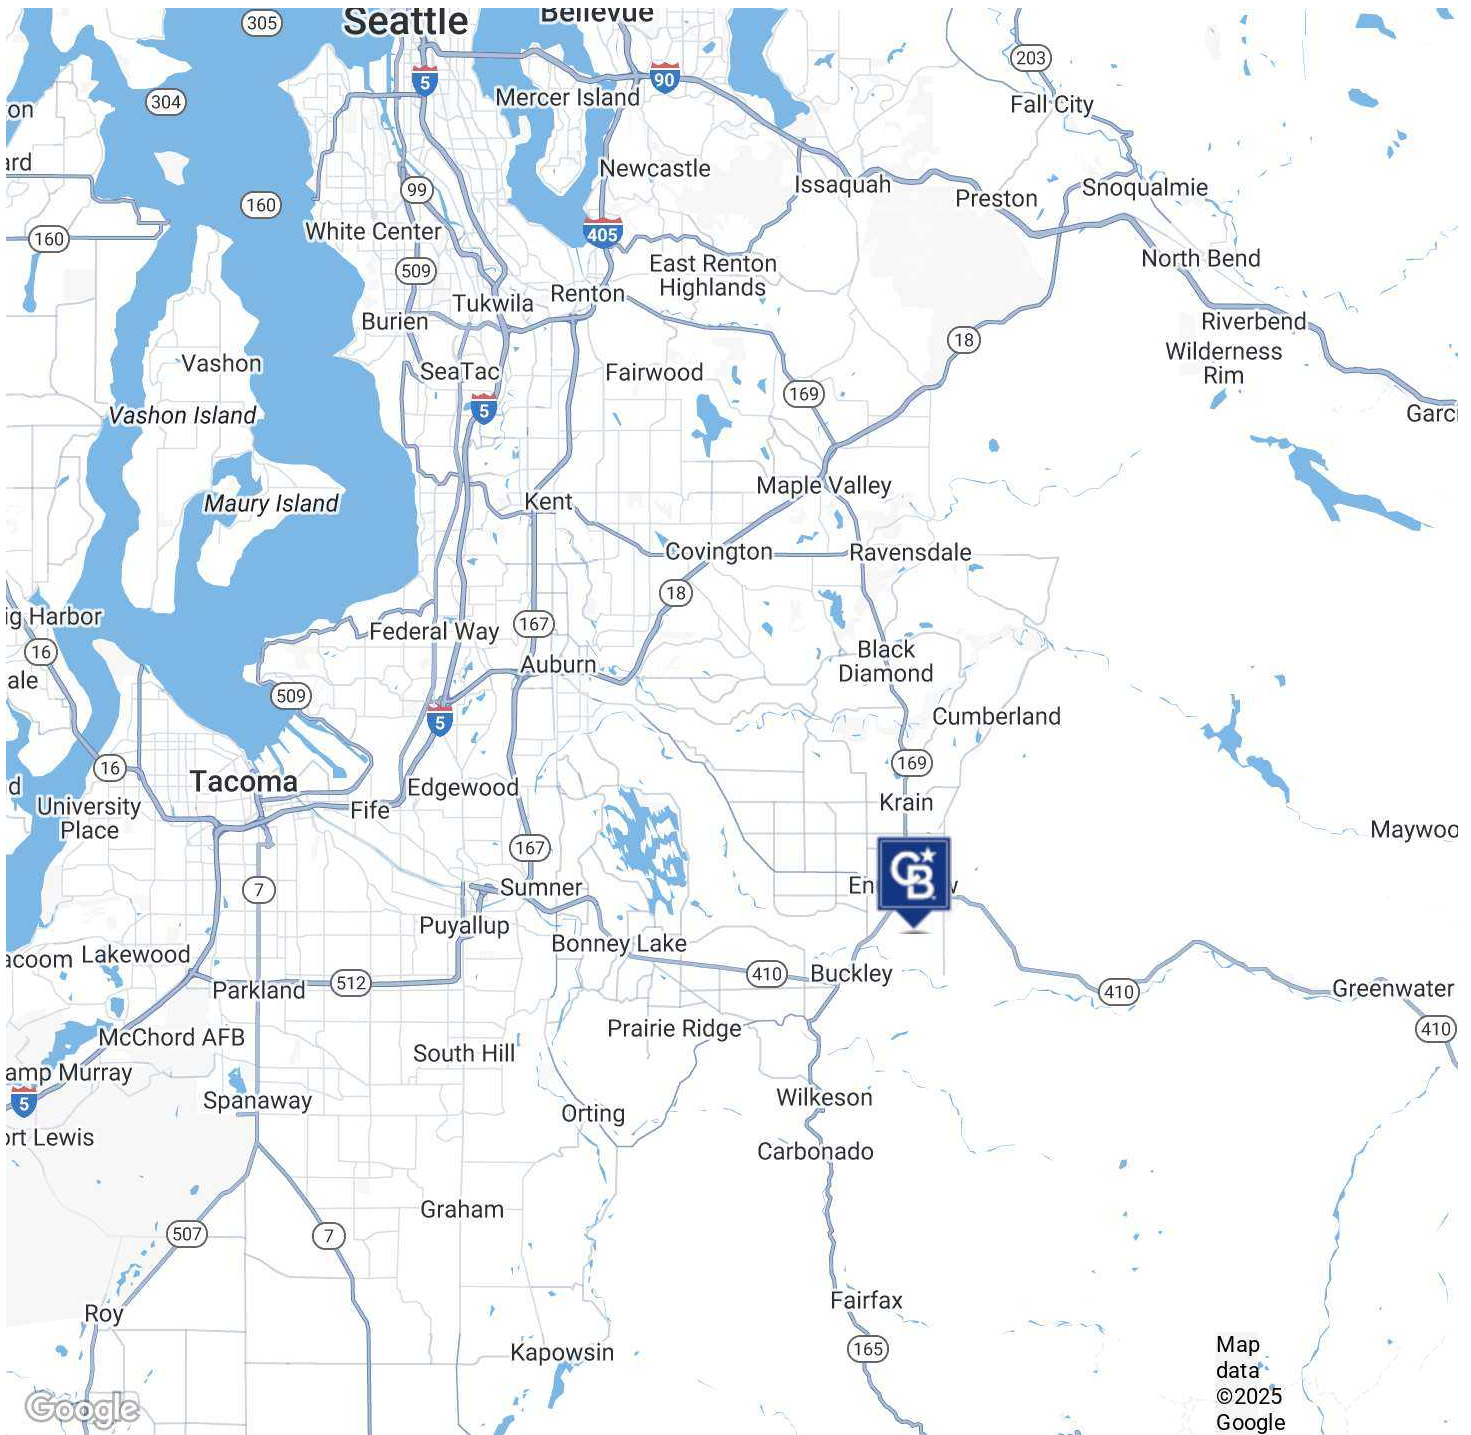 305
Seattle
Bellevue
5
90
203
Mercer Island
304
Fall City
on
ard
Newcastle
99
Issaquah
Snoqualmie
Preston
160
White Center
405
160
North Bend
509
East Renton
Highlands
Tukwila
Renton
Burien
Riverbend
18
Wilderness
Rim
Vashon
SeaTac
Fairwood
169
5
Vashon Island
Garci
Maple Valley
Maury Island
Kent
Covington
Ravensdale
18
ig Harbor
167
Federal Way
16
Black
Diamond
Auburn
ale
509
5
Cumberland
16
169
Tacoma
d
Edgewood
University
Place
Fife
Krain
Maywoo
167
7
Sumner
En
w
CB
Puyallup
Bonney Lake
acoom
Lakewood
410
Buckley
512
Parkland
410
Greenwater
Prairie Ridge
410
McChord AFB
South Hill
amp Murray
5
Spanaway
Wilkeson
Orting
ort Lewis
Carbonado
Graham
507
7
Fairfax
Roy
165
Kapowsin
Map
data
©2025
Google
Google